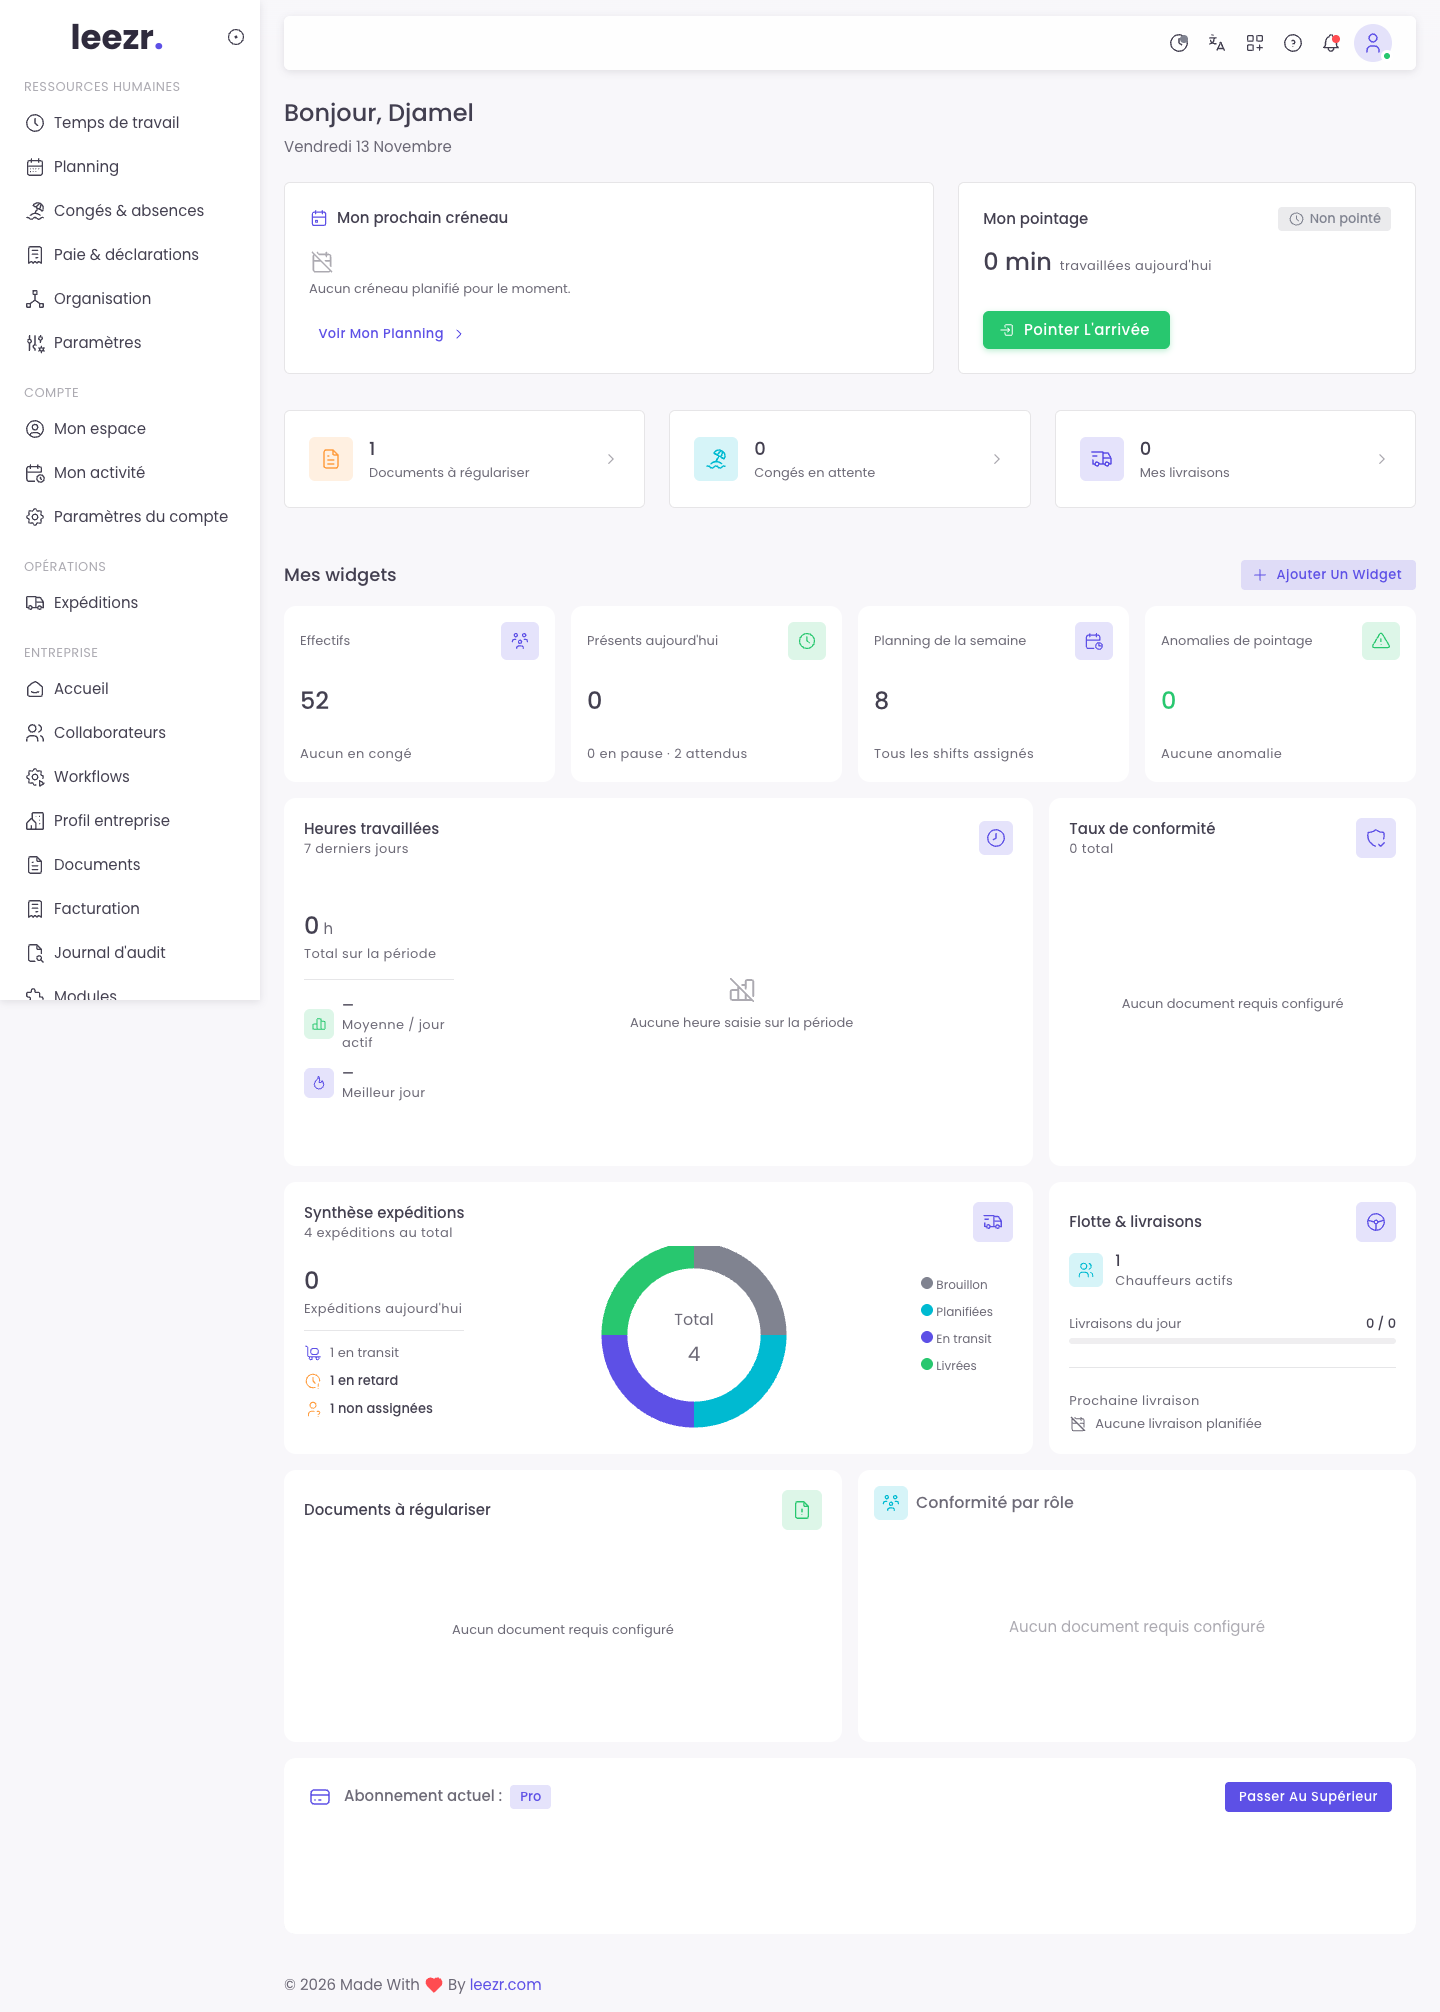 leezr.
RESSOURCES HUMAINES
Temps de travail
Planning
Congés & absences
Paie & déclarations
Organisation
Paramètres
COMPTE
Mon espace
Mon activité
Paramètres du compte
OPÉRATIONS
Expéditions
ENTREPRISE
Accueil
Collaborateurs
Workflows
Profil entreprise
Documents
Facturation
Journal d'audit
Modules
Bonjour, Djamel
Vendredi 13 Novembre
Mon prochain créneau
Aucun créneau planifié pour le moment.
Voir Mon Planning
Mon pointage
Non pointé
0 min travaillées aujourd'hui
Pointer L'arrivée
1
Documents à régulariser
0
Congés en attente
0
Mes livraisons
Mes widgets
Ajouter Un Widget
Effectifs
52
Aucun en congé
Présents aujourd'hui
0
0 en pause · 2 attendus
Planning de la semaine
8
Tous les shifts assignés
Anomalies de pointage
0
Aucune anomalie
Heures travaillées
7 derniers jours
0 h
Total sur la période
–
Moyenne / jour
actif
–
Meilleur jour
Aucune heure saisie sur la période
Taux de conformité
0 total
Aucun document requis configuré
Synthèse expéditions
4 expéditions au total
0
Expéditions aujourd'hui
1 en transit
1 en retard
1 non assignées
Total
4
Brouillon
Planifiées
En transit
Livrées
Flotte & livraisons
1
Chauffeurs actifs
Livraisons du jour 0 / 0
Prochaine livraison
Aucune livraison planifiée
Documents à régulariser
Aucun document requis configuré
Conformité par rôle
Aucun document requis configuré
Abonnement actuel : Pro
Passer Au Supérieur
© 2026 Made With By leezr.com